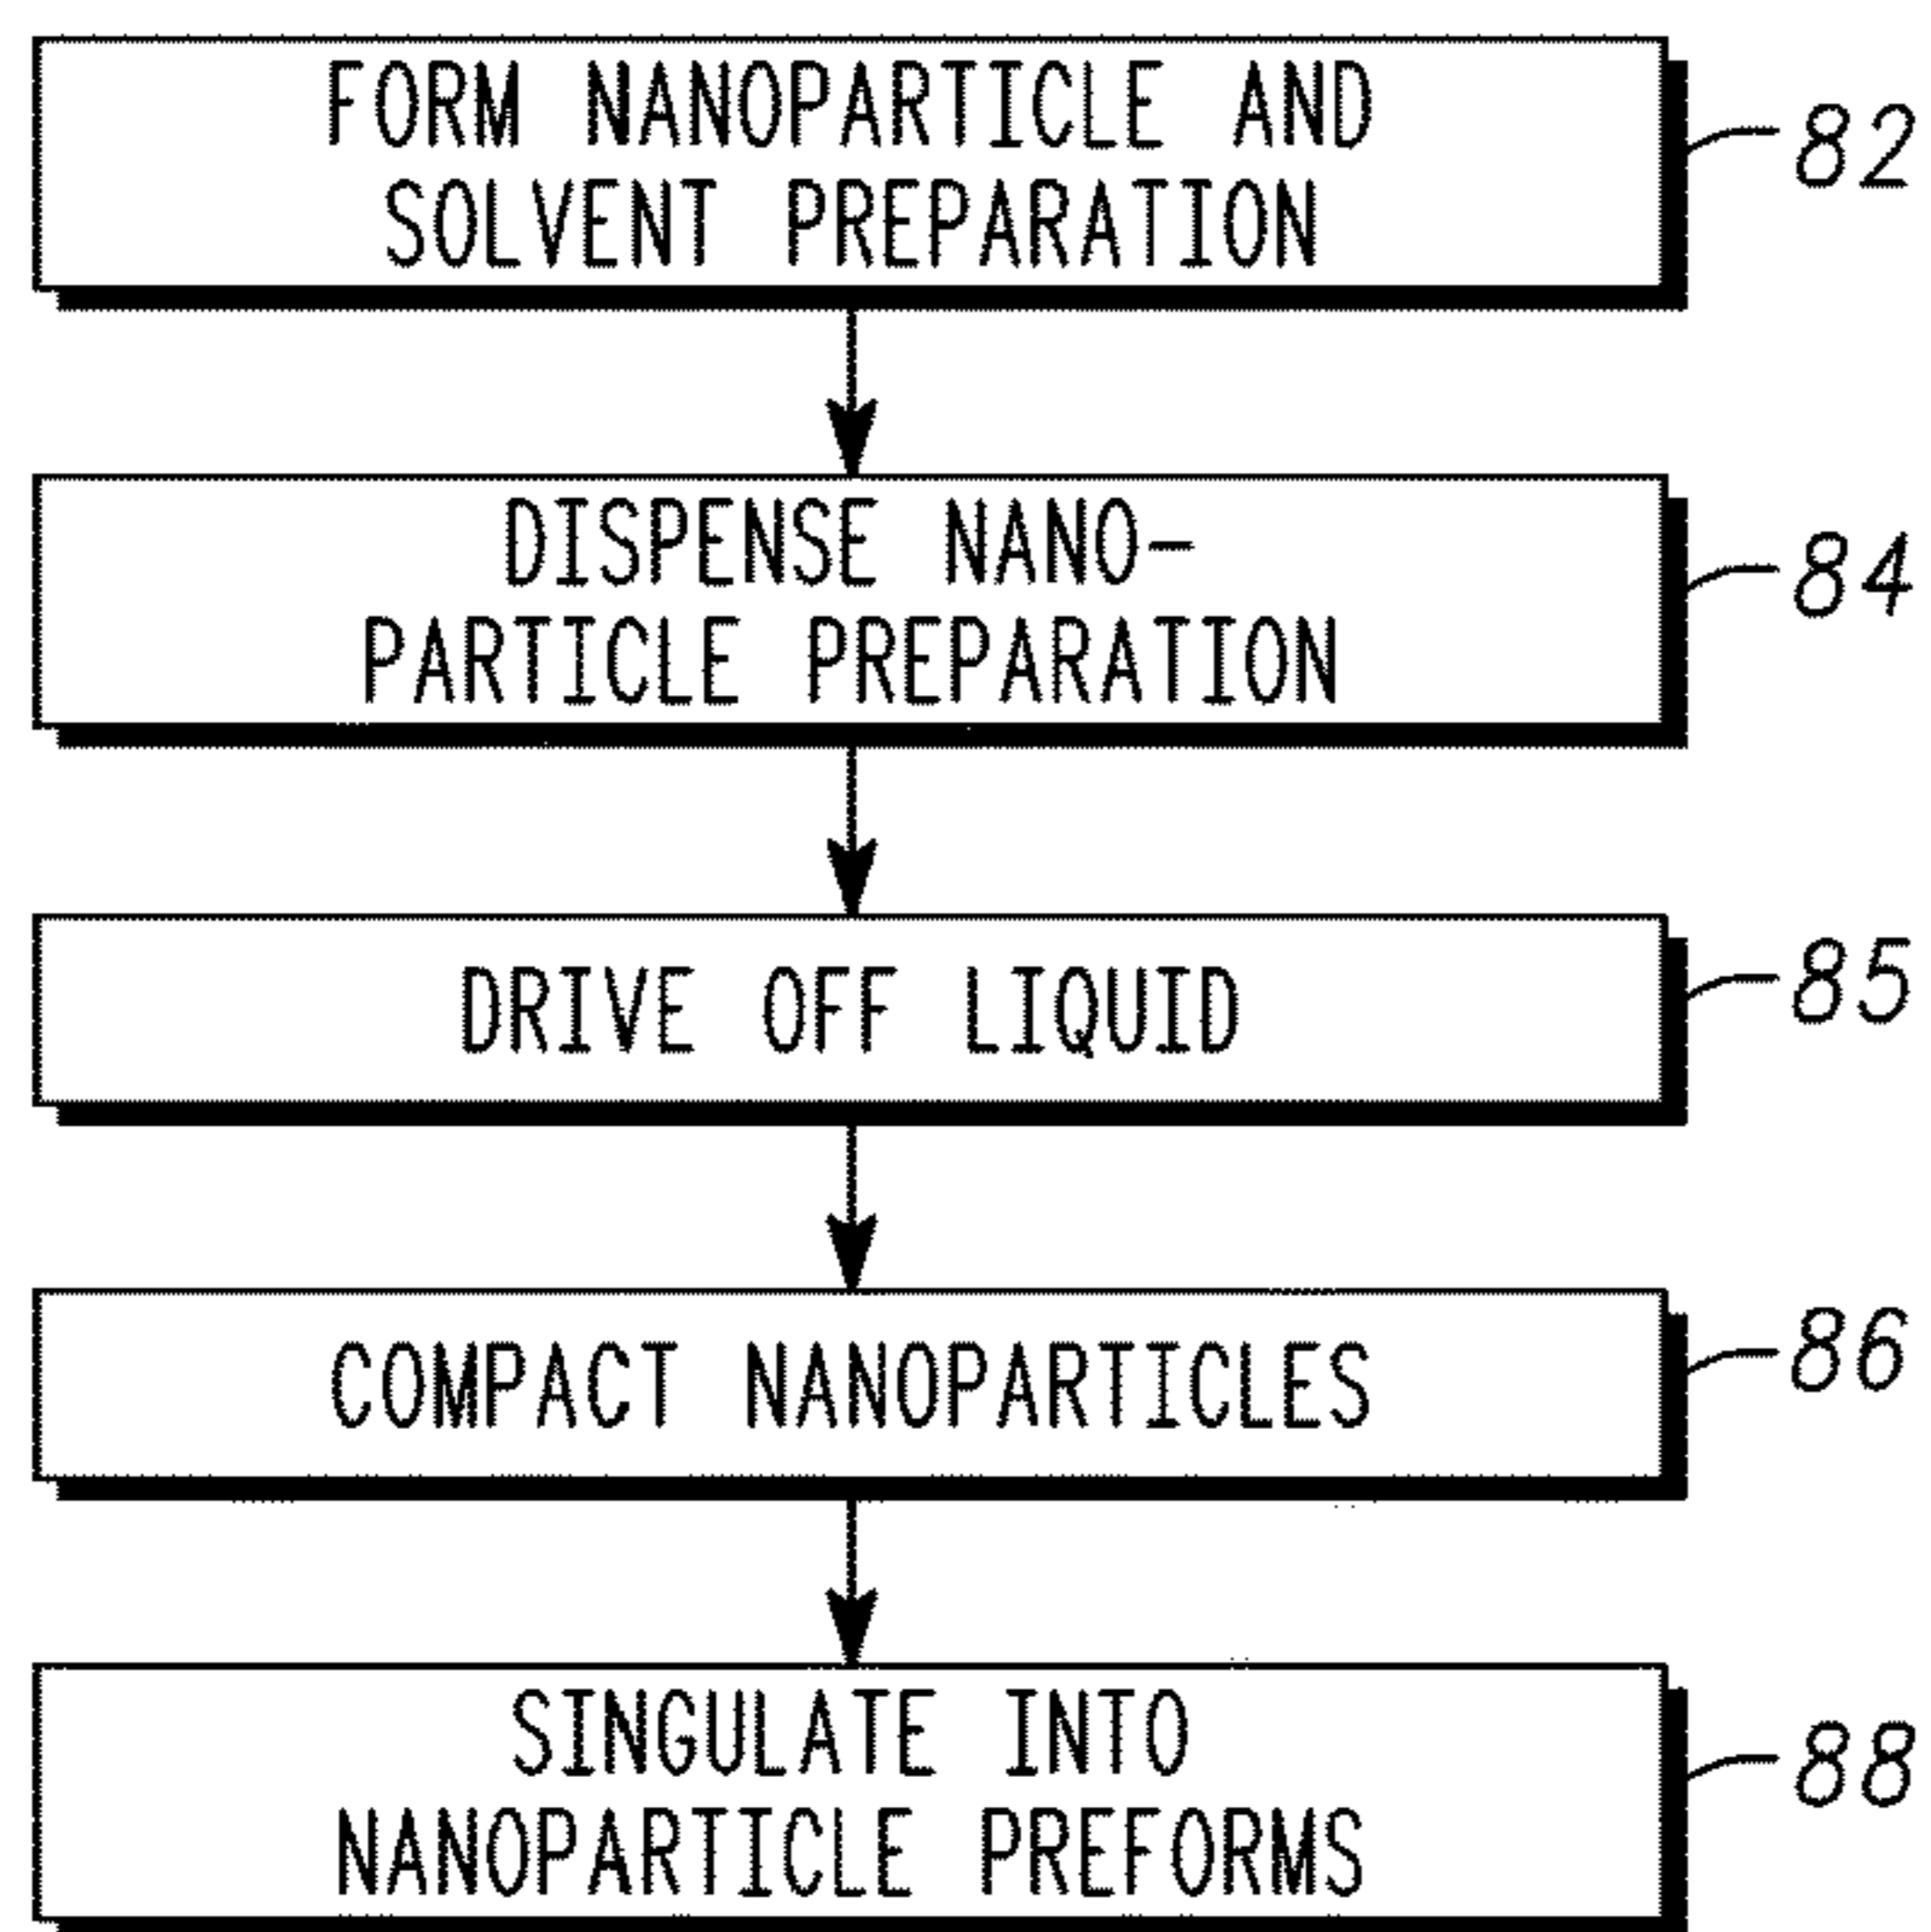 FORM NANOPARTICLE AND
SOLVENT PREPARATION
82
DISPENSE NANO-
PARTICLE PREPARATION
84
DRIVE OFF LIQUID
85
COMPACT NANOPARTICLES
86
SINGULATE INTO
NANOPARTICLE PREFORMS
88